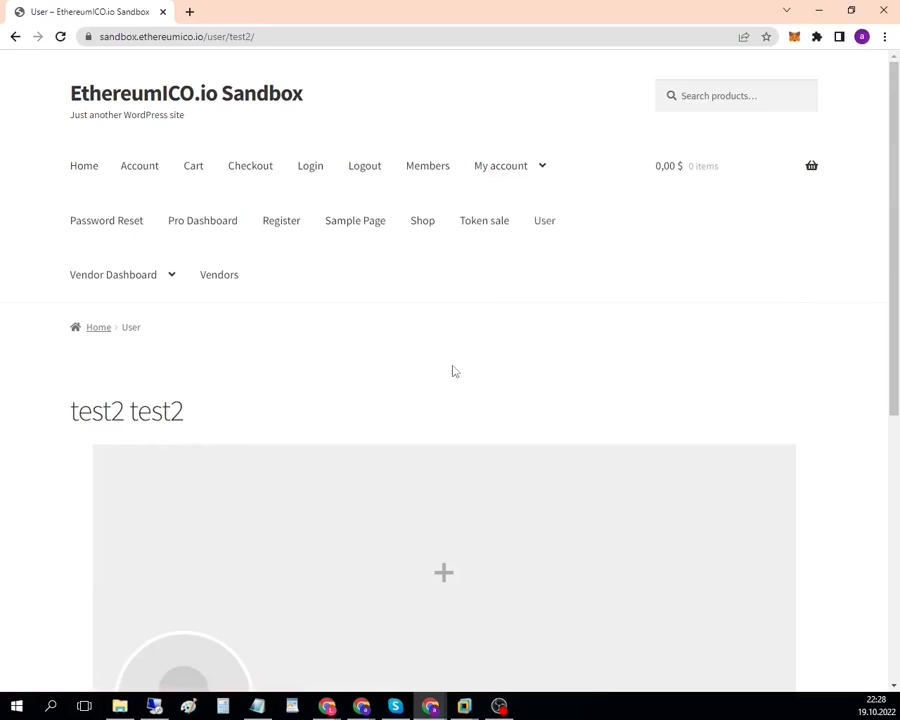 User – EthereumICO.io Sandbox
sandbox.ethereumico.io/user/test2/
a
EthereumICO.io Sandbox
Just another WordPress site
Search products…
Home Account Cart Checkout Login Logout Members My account
0,00 $ 0 items
Password Reset Pro Dashboard Register Sample Page Shop Token sale User
Vendor Dashboard Vendors
Home User
test2 test2
22:28
19.10.2022